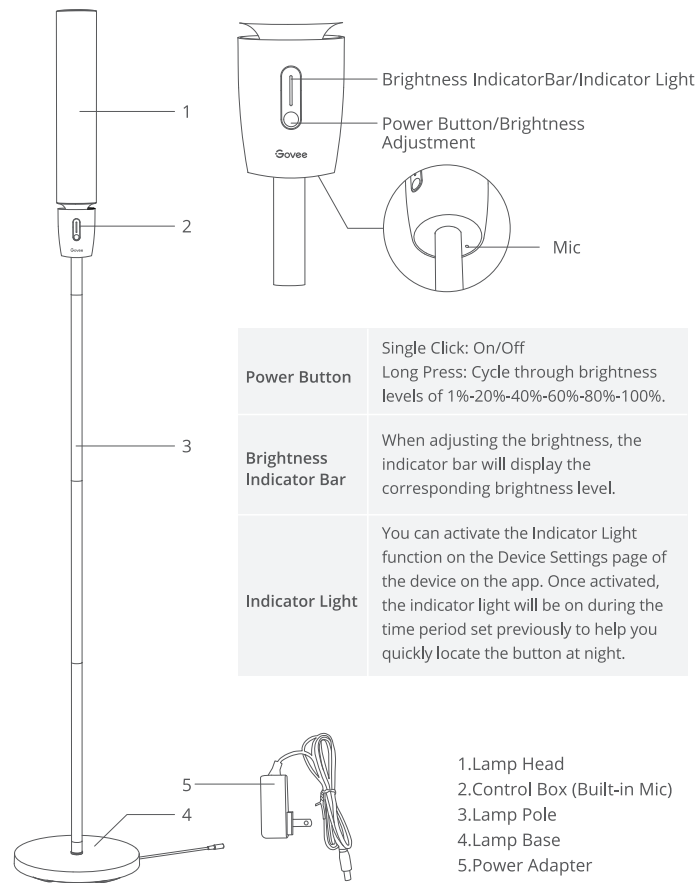 Brightness IndicatorBar/Indicator Light
Power Button/Brightness
Adjustment
Govee
Mic
1
2
Govee
3
Power Button
Single Click: On/Off
Long Press: Cycle through brightness
levels of 1%-20%-40%-60%-80%-100%.
Brightness
Indicator Bar
When adjusting the brightness, the
indicator bar will display the
corresponding brightness level.
Indicator Light
You can activate the Indicator Light
function on the Device Settings page of
the device on the app. Once activated,
the indicator light will be on during the
time period set previously to help you
quickly locate the button at night.
5
4
1.Lamp Head
2.Control Box (Built-in Mic)
3.Lamp Pole
4.Lamp Base
5.Power Adapter